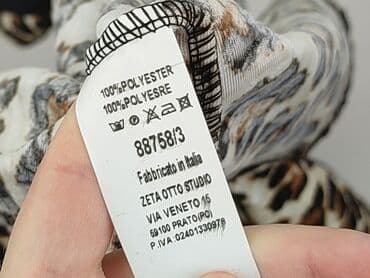 100%POLYESTER
100%POLYESRE
88758/3
Fabbricato in Italia
ZETA OTTO STUDIO
VIA VENETO 16
59100 PRATO(PO)
P.IVA 02401330978